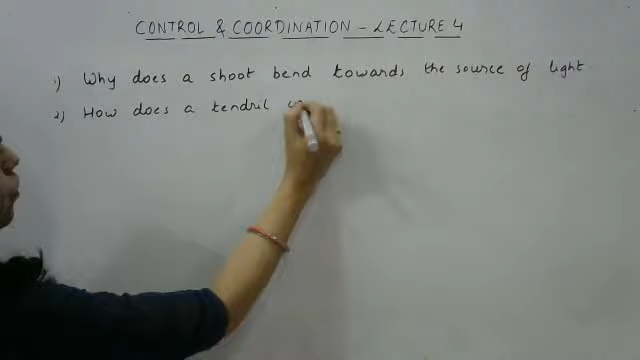 CONTROL & COORDINATION - LECTURE 4
1) Why does a shoot bend towards the source of light
2) How does a tendril